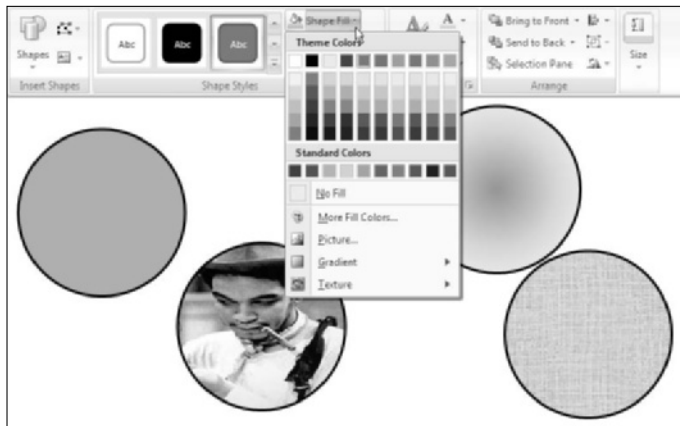 Shape Fill
Bring to Front
Abc Abc Abc
Send to Back
Shapes
Selection Pane
Size
Insert Shapes
Shape Styles
Arrange
Theme Colors
Standard Colors
No Fill
More Fill Colors...
Picture...
Gradient
Texture